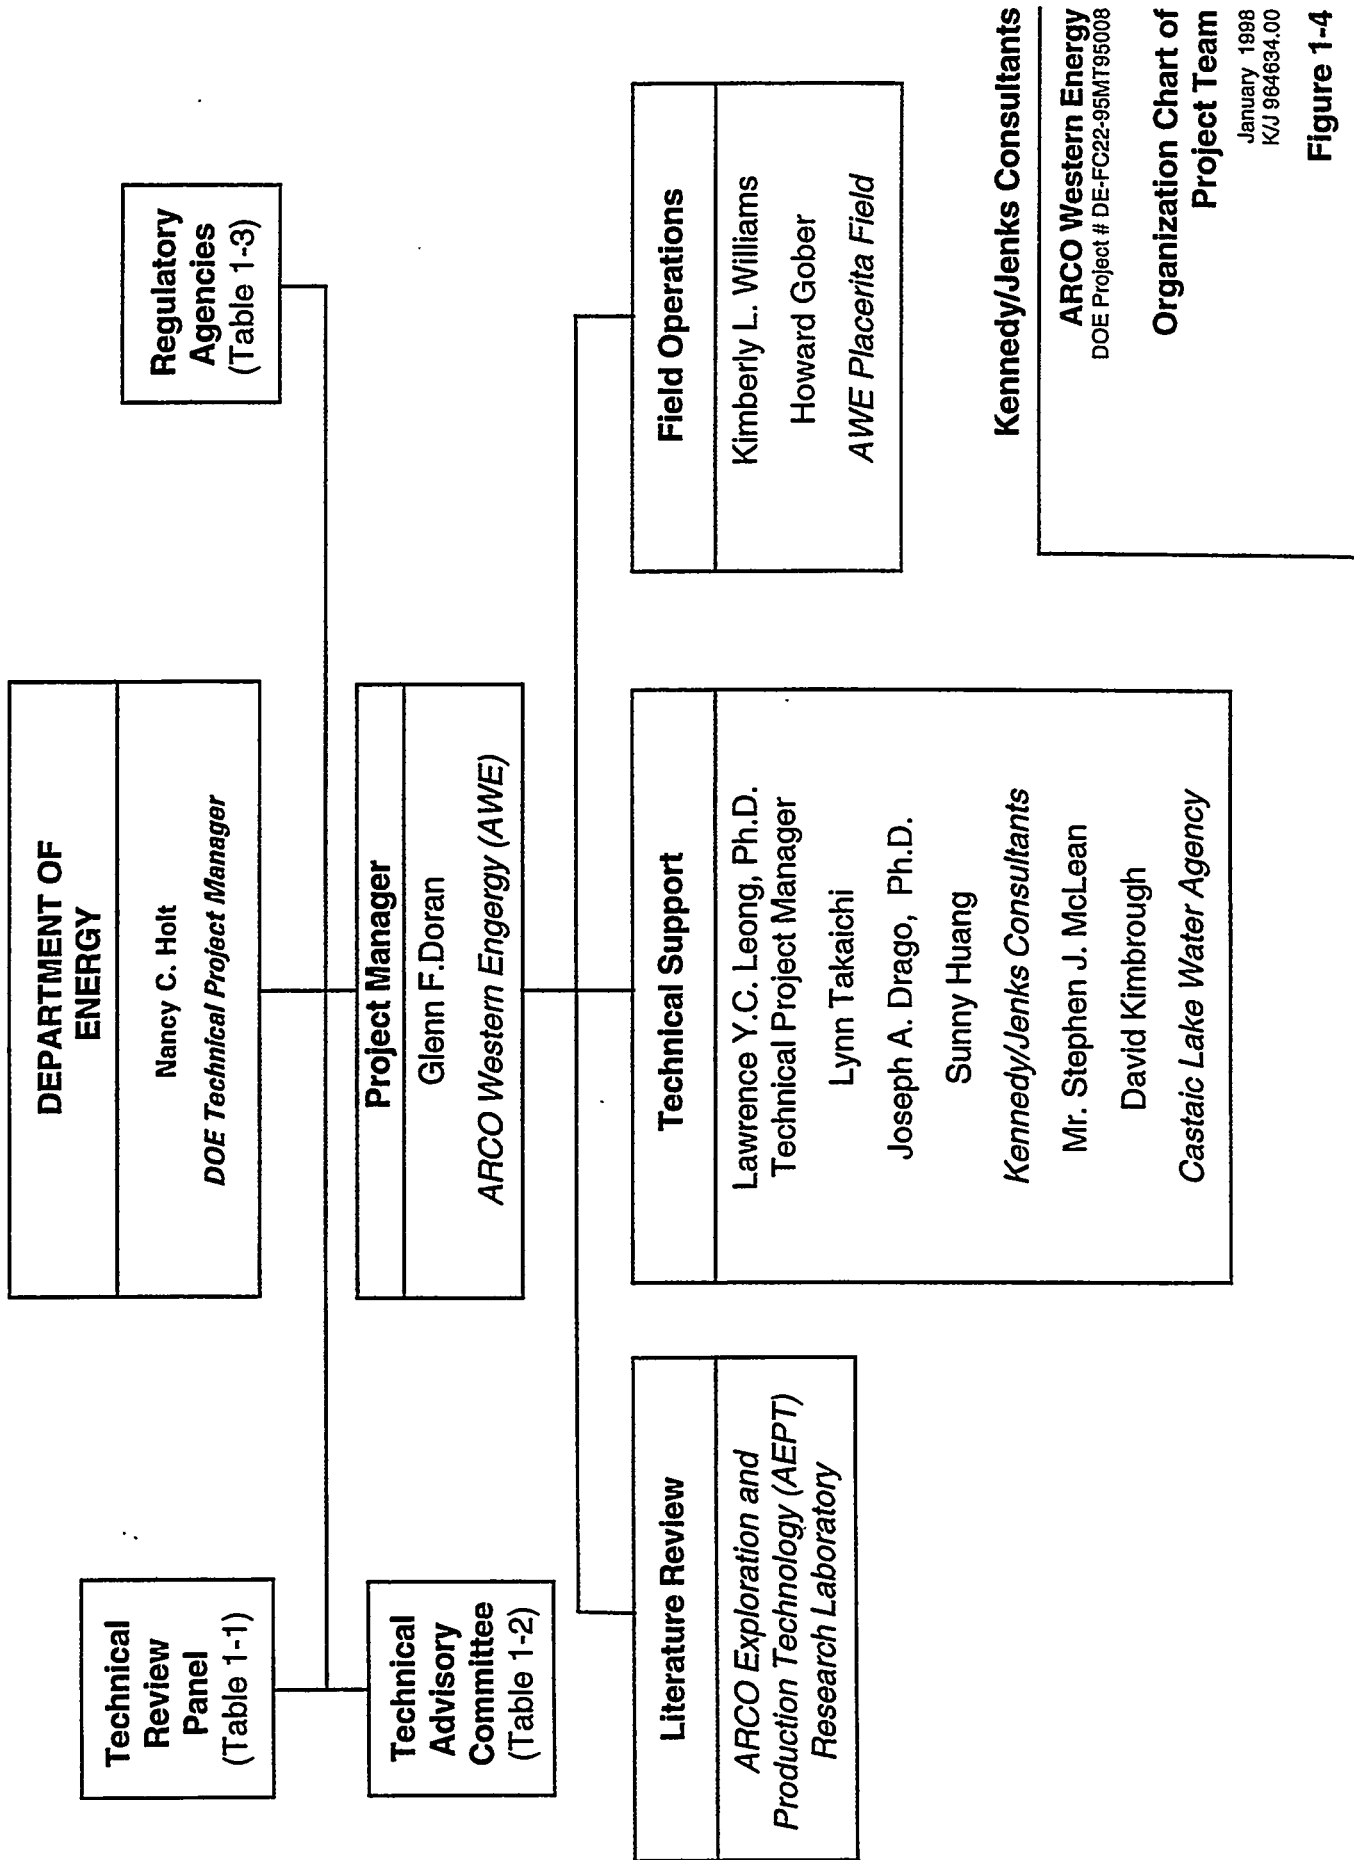 DEPARTMENT OF
ENERGY
Nancy C. Holt
DOE Technical Project Manager
Technical
Review
Panel
(Table 1-1)
Regulatory
Agencies
(Table 1-3)
Technical
Advisory
Committee
(Table 1-2)
Project Manager
Glenn F.Doran
ARCO Western Engergy (AWE)
Literature Review
ARCO Exploration and
Production Technology (AEPT)
Research Laboratory
Technical Support
Lawrence Y.C. Leong, Ph.D.
Technical Project Manager
Lynn Takaichi
Joseph A. Drago, Ph.D.
Sunny Huang
Kennedy/Jenks Consultants
Mr. Stephen J. McLean
David Kimbrough
Castaic Lake Water Agency
Field Operations
Kimberly L. Williams
Howard Gober
AWE Placerita Field
Kennedy/Jenks Consultants
ARCO Western Energy
DOE Project # DE-FC22-95MT95008
Organization Chart of
Project Team
January 1998
K/J 964634.00
Figure 1-4